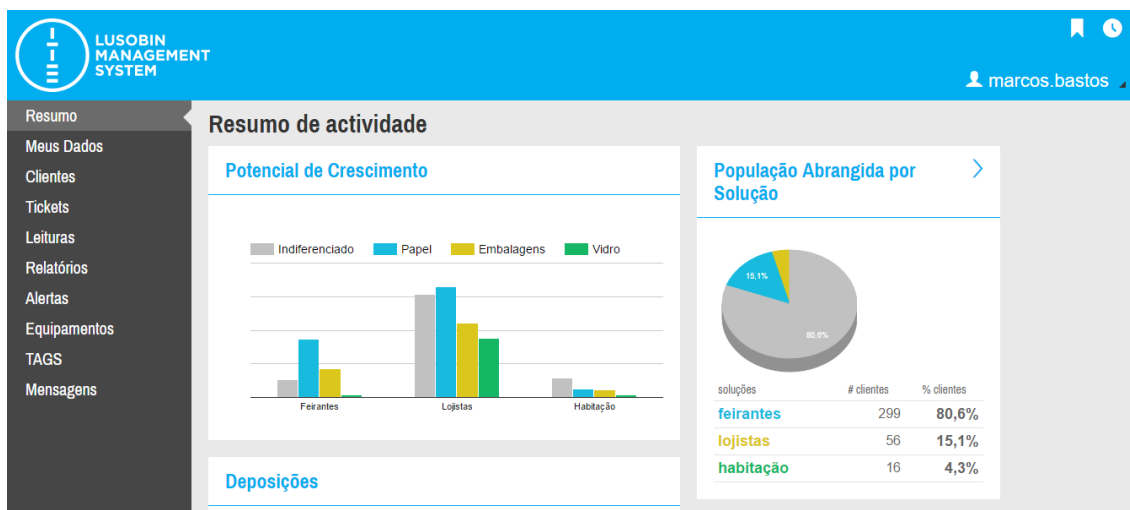 LUSOBIN
MANAGEMENT
SYSTEM
marcos.bastos
Resumo
Meus Dados
Clientes
Tickets
Leituras
Relatórios
Alertas
Equipamentos
TAGS
Mensagens
Resumo de actividade
Potencial de Crescimento
Indiferenciado Papel Embalagens Vidro
Feirantes Lojistas Habitação
Deposições
População Abrangida por
Solução
15,1%
80,6%
soluções # clientes % clientes
feirantes 299 80,6%
lojistas 56 15,1%
habitação 16 4,3%